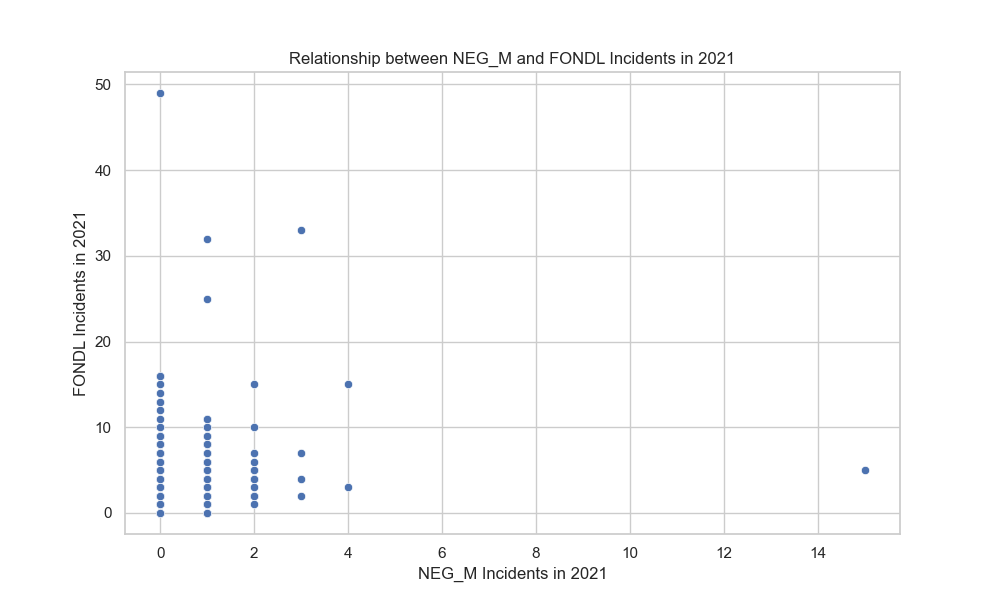 Relationship between NEG_M and FONDL Incidents in 2021
50
40
30
20
10
0
FONDL Incidents in 2021
0 2 4 6 8 10 12 14
NEG_M Incidents in 2021